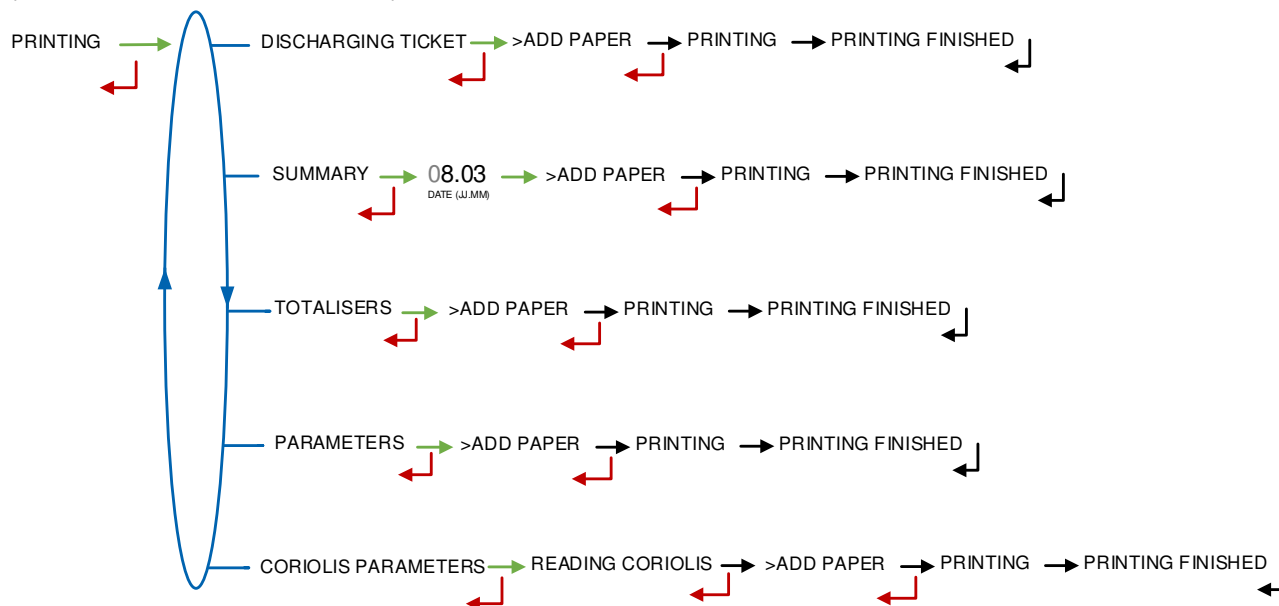 PRINTING DISCHARGING TICKET >ADD PAPER PRINTING PRINTING FINISHED
SUMMARY 08.03 >ADD PAPER PRINTING PRINTING FINISHED
DATE (JJ.MM)
TOTALISERS >ADD PAPER PRINTING PRINTING FINISHED
PARAMETERS >ADD PAPER PRINTING PRINTING FINISHED
CORIOLIS PARAMETERS READING CORIOLIS >ADD PAPER PRINTING PRINTING FINISHED